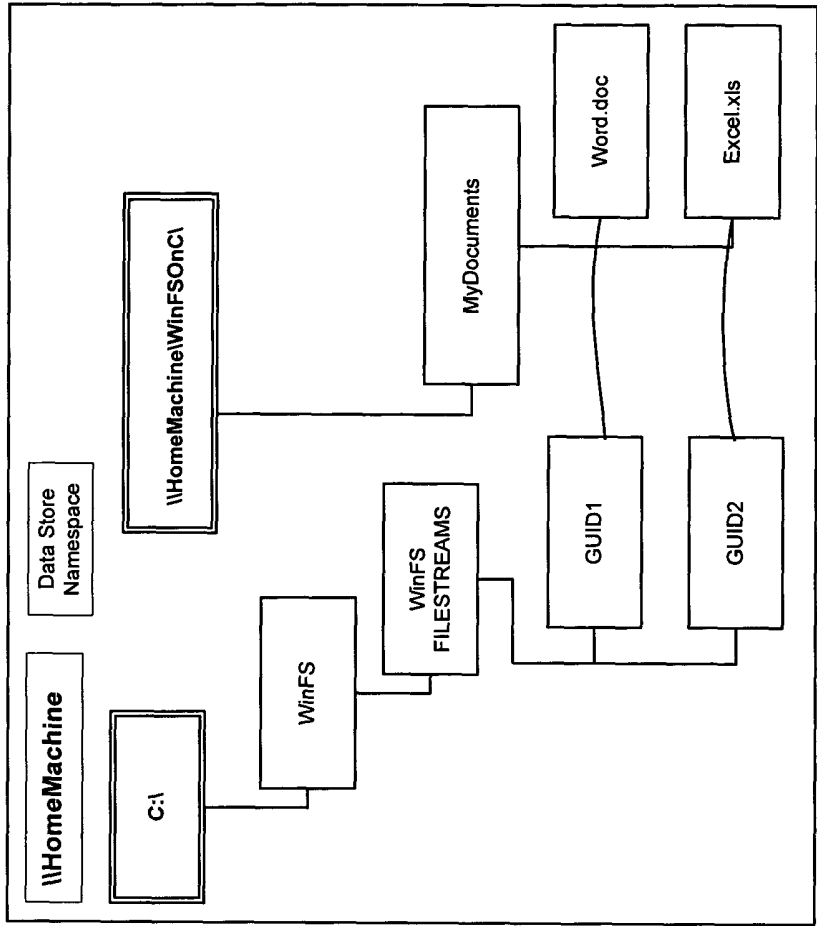 \\HomeMachine
Data Store
Namespace
C:\
\\HomeMachine\WinFSOnC\
WinFS
WinFS
FILESTREAMS
MyDocuments
GUID1
Word.doc
GUID2
Excel.xls